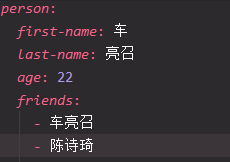 person:
first-name: 车
last-name: 亮召
age: 22
friends:
- 车亮召
- 陈诗琦